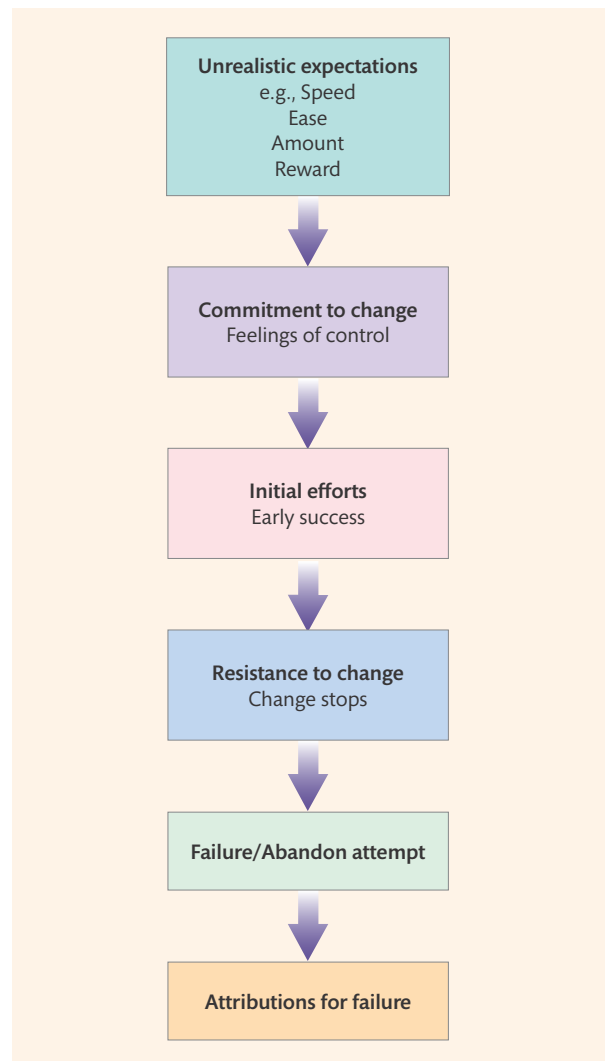 Unrealistic expectations
e.g., Speed
Ease
Amount
Reward
Commitment to change
Feelings of control
Initial efforts
Early success
Resistance to change
Change stops
Failure/Abandon attempt
Attributions for failure